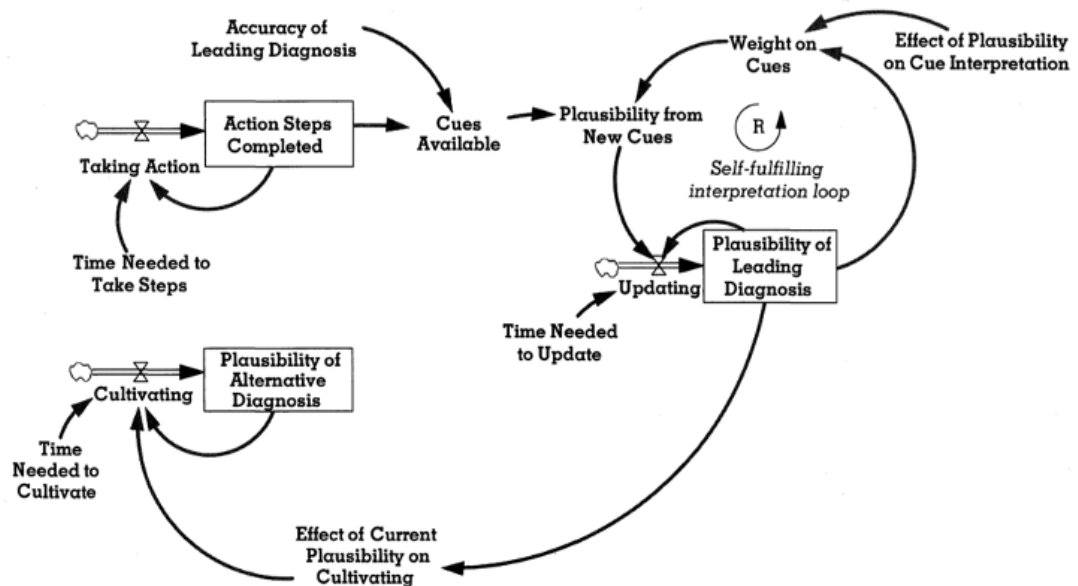 Accuracy of
Leading Diagnosis
Weight on
Cues
Effect of Plausibility
on Cue Interpretation
Action Steps
Completed
Cues
Available
Plausibility from
New Cues
R
Taking Action
Self-fulfilling
interpretation loop
Time Needed to
Take Steps
Plausibility of
Leading
Diagnosis
Updating
Time Needed
to Update
Plausibility of
Alternative
Diagnosis
Cultivating
Time
Needed to
Cultivate
Effect of Current
Plausibility on
Cultivating